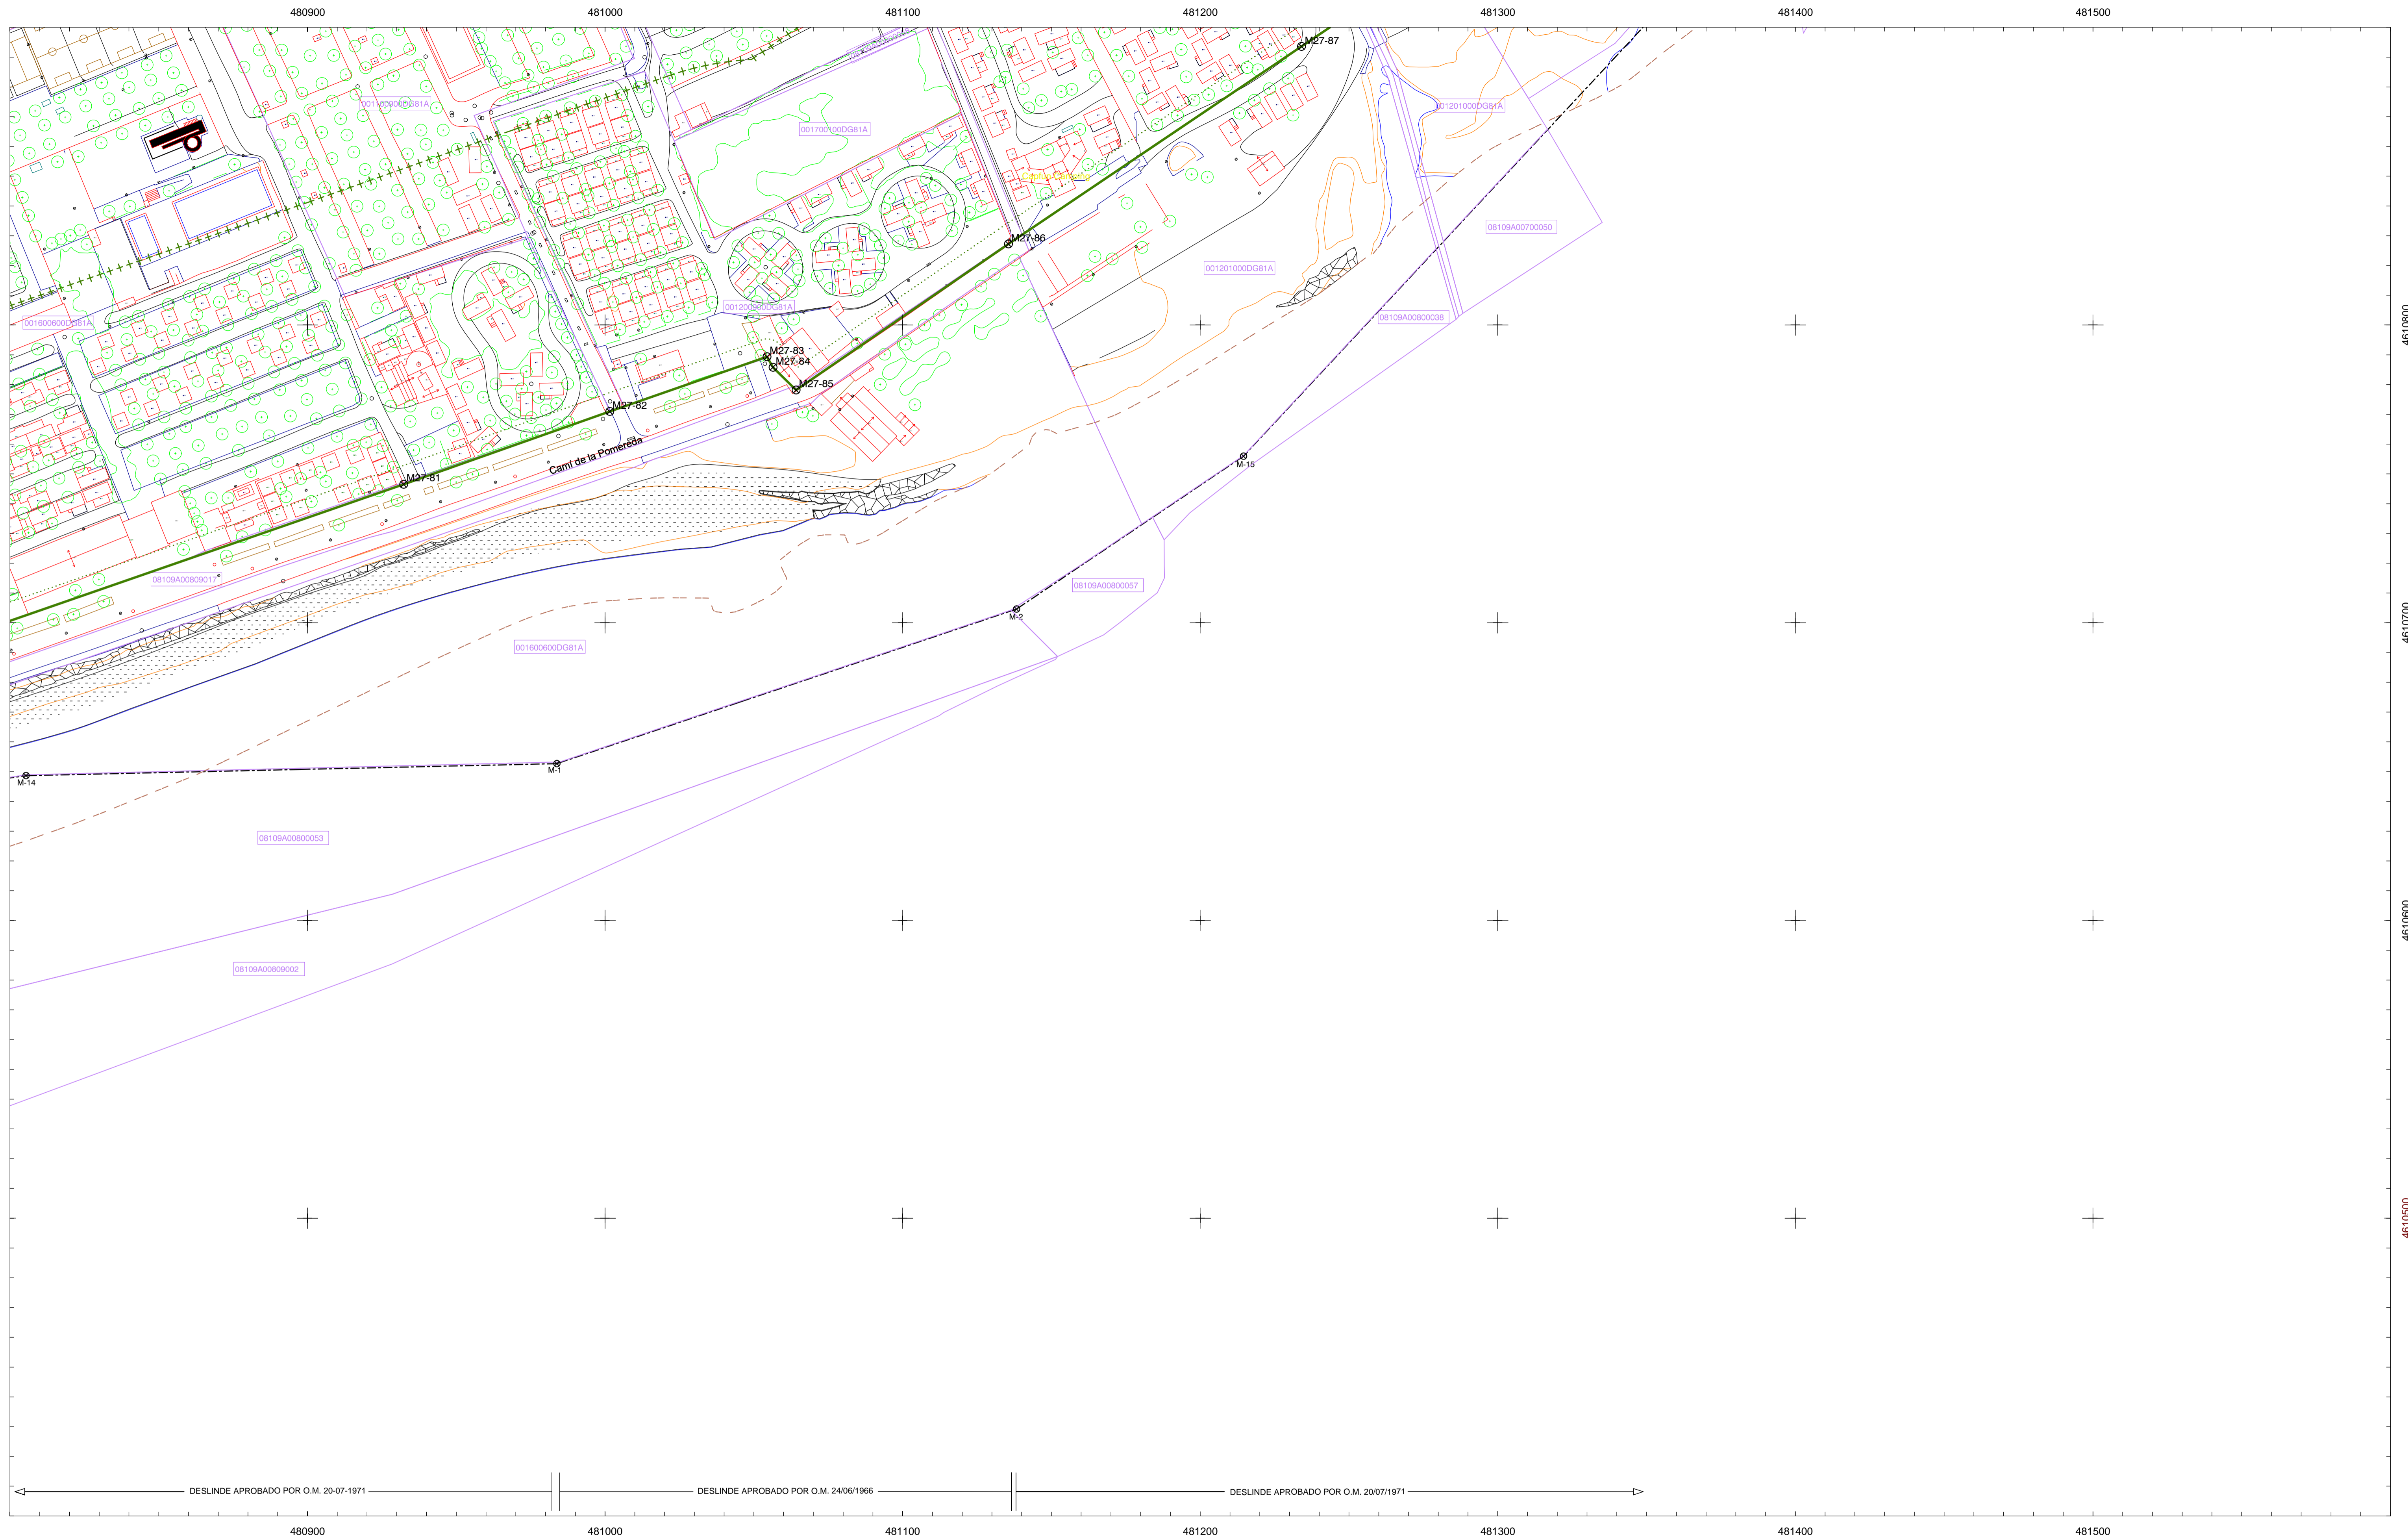 480900 481000 481100 481200 481300 481400 481500
M27-87
001100900DG81A
001201000DG81A
001700100DG81A
08109A00700050
M27-86
001201000DG81A
001200900DG81A
08109A00800038
001600600DG81A
4610800
M27-83
M27-84
M27-85
M27-82
Camí de la Pomereda
M-15
M27-81
08109A00809017
08109A00800057
M-2
4610700
001600600DG81A
M-1
M-14
08109A00800053
4610600
08109A00809002
4610500
DESLINDE APROBADO POR O.M. 20-07-1971
DESLINDE APROBADO POR O.M. 24/06/1966
DESLINDE APROBADO POR O.M. 20/07/1971
480900 481000 481100 481200 481300 481400 481500